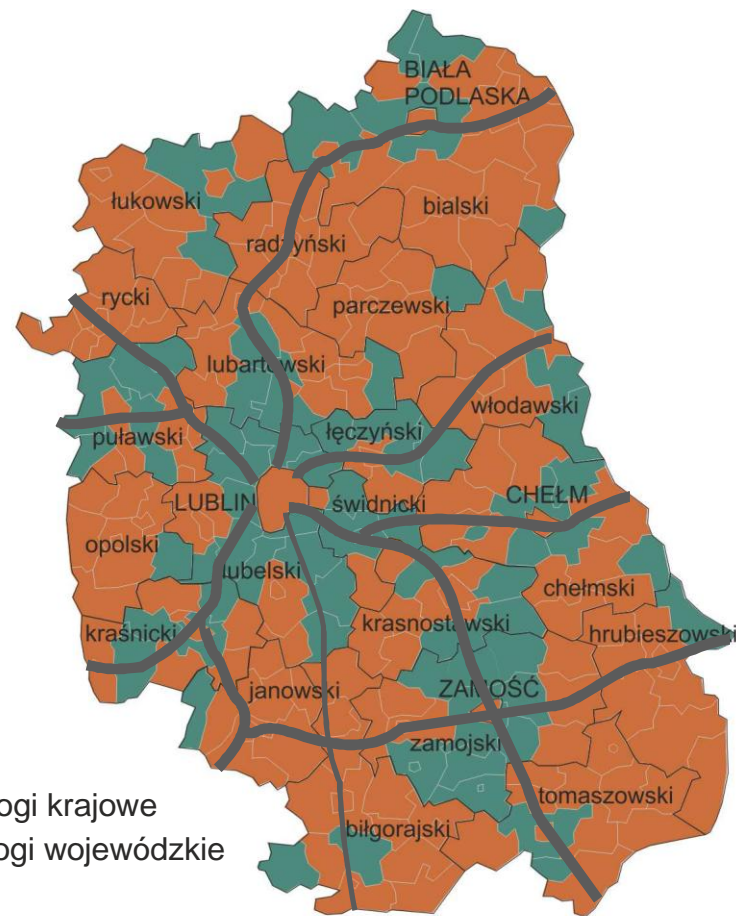 BIAŁA
PODLASKA
łukowski
bialski
radzyński
rycki
parczewski
lubartowski
włodawski
łęczyński
puławski
LUBLIN
świdnicki
CHEŁM
opolski
lubelski
chełmski
kraśnicki
krasnostawski
hrubieszowski
janowski
ZAMOŚĆ
zamojski
tomaszowski
ogi krajowe
ogi wojewódzkie
biłgorajski